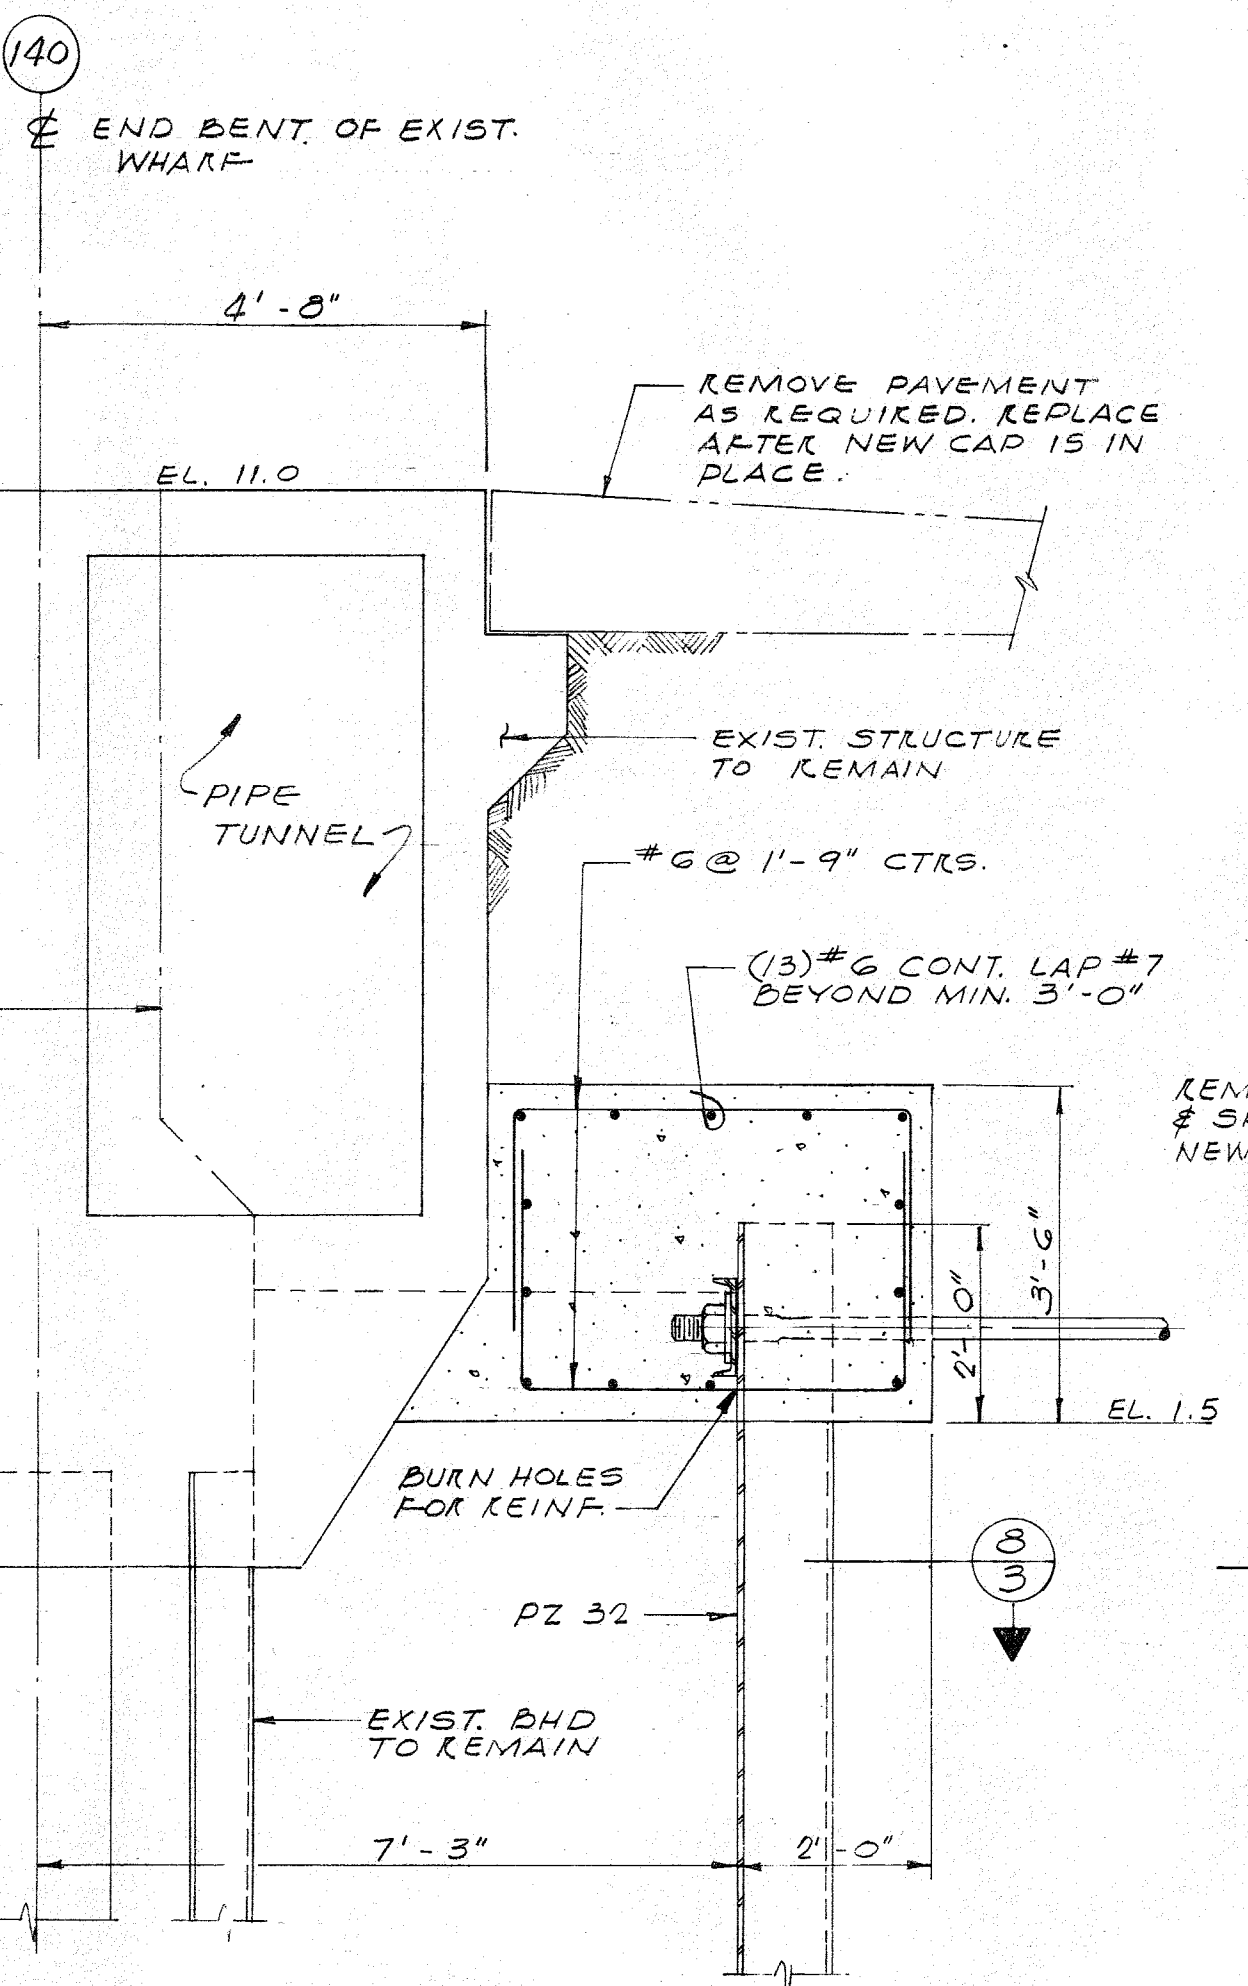 140
℄ END BENT. OF EXIST.
WHARF
4'-8"
REMOVE PAVEMENT
AS REQUIRED. REPLACE
AFTER NEW CAP IS IN
PLACE.
EL. 11.0
EXIST. STRUCTURE
TO REMAIN
PIPE
TUNNEL
#6 @ 1'-9" CTRS.
(13) #6 CONT. LAP #7
BEYOND MIN. 3'-0"
REM
& S
NEW
3'-6"
2'-0"
EL. 1.5
BURN HOLES
FOR REINF.
8
3
PZ 32
EXIST. BHD
TO REMAIN
7'-3"
2'-0"